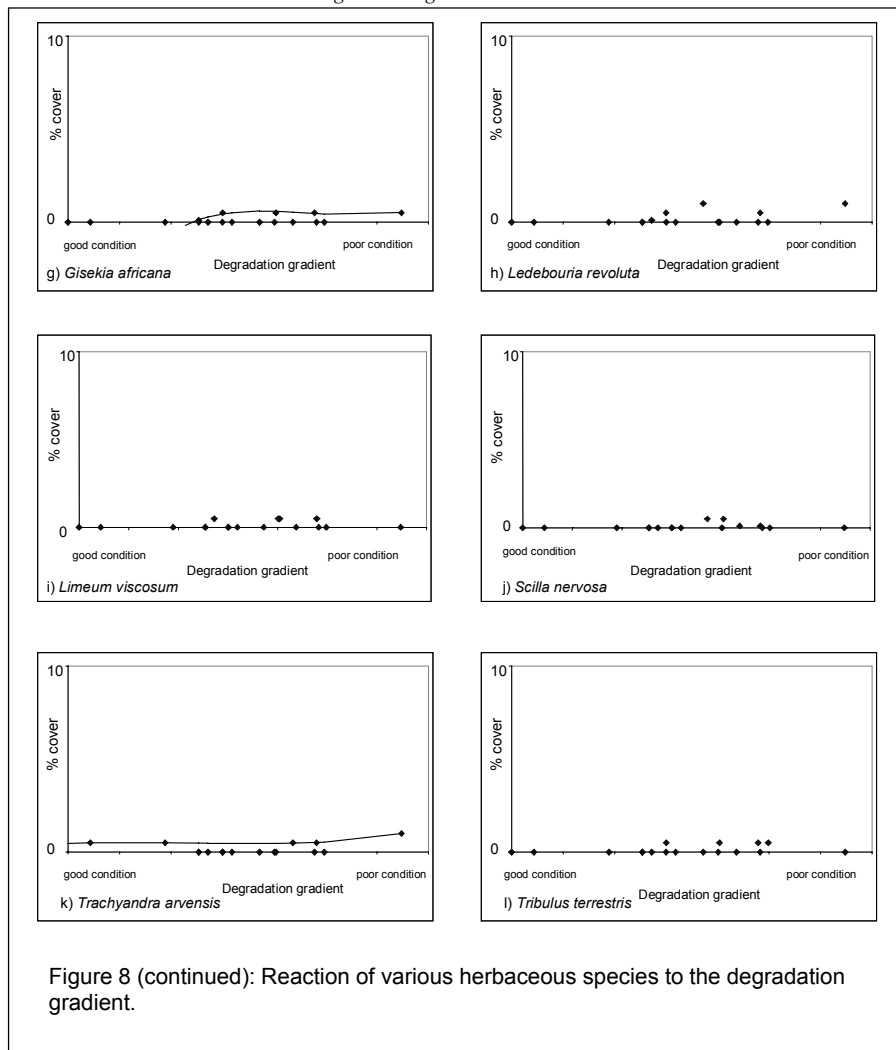 10
% cover
0
good condition
poor condition
Degradation gradient
g) Gisekia africana
10
% cover
0
good condition
poor condition
Degradation gradient
h) Ledebouria revoluta
10
% cover
0
good condition
poor condition
Degradation gradient
i) Limeum viscosum
10
% cover
0
good condition
poor condition
Degradation gradient
j) Scilla nervosa
10
% cover
0
good condition
poor condition
Degradation gradient
k) Trachyandra arvensis
10
% cover
0
good condition
poor condition
Degradation gradient
l) Tribulus terrestris
Figure 8 (continued): Reaction of various herbaceous species to the degradation
gradient.